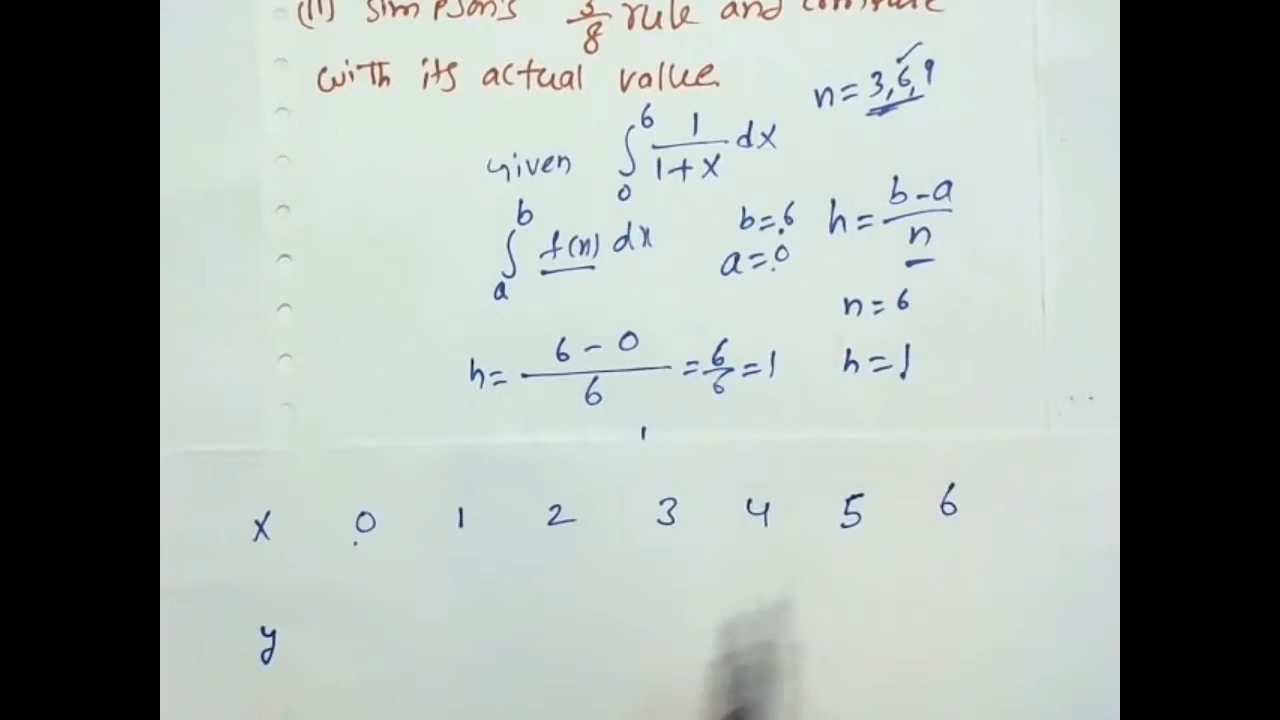 (ii) Simpson's 3/8 rule and compare
with its actual value
n = 3, 6, 9
Given ∫₀⁶ 1/(1+x) dx
∫ₐᵇ f(n) dx
b = 6
a = 0
h = (b-a)/n
n = 6
h = (6-0)/6 = 6/6 = 1
h = 1
x 0 1 2 3 4 5 6
y